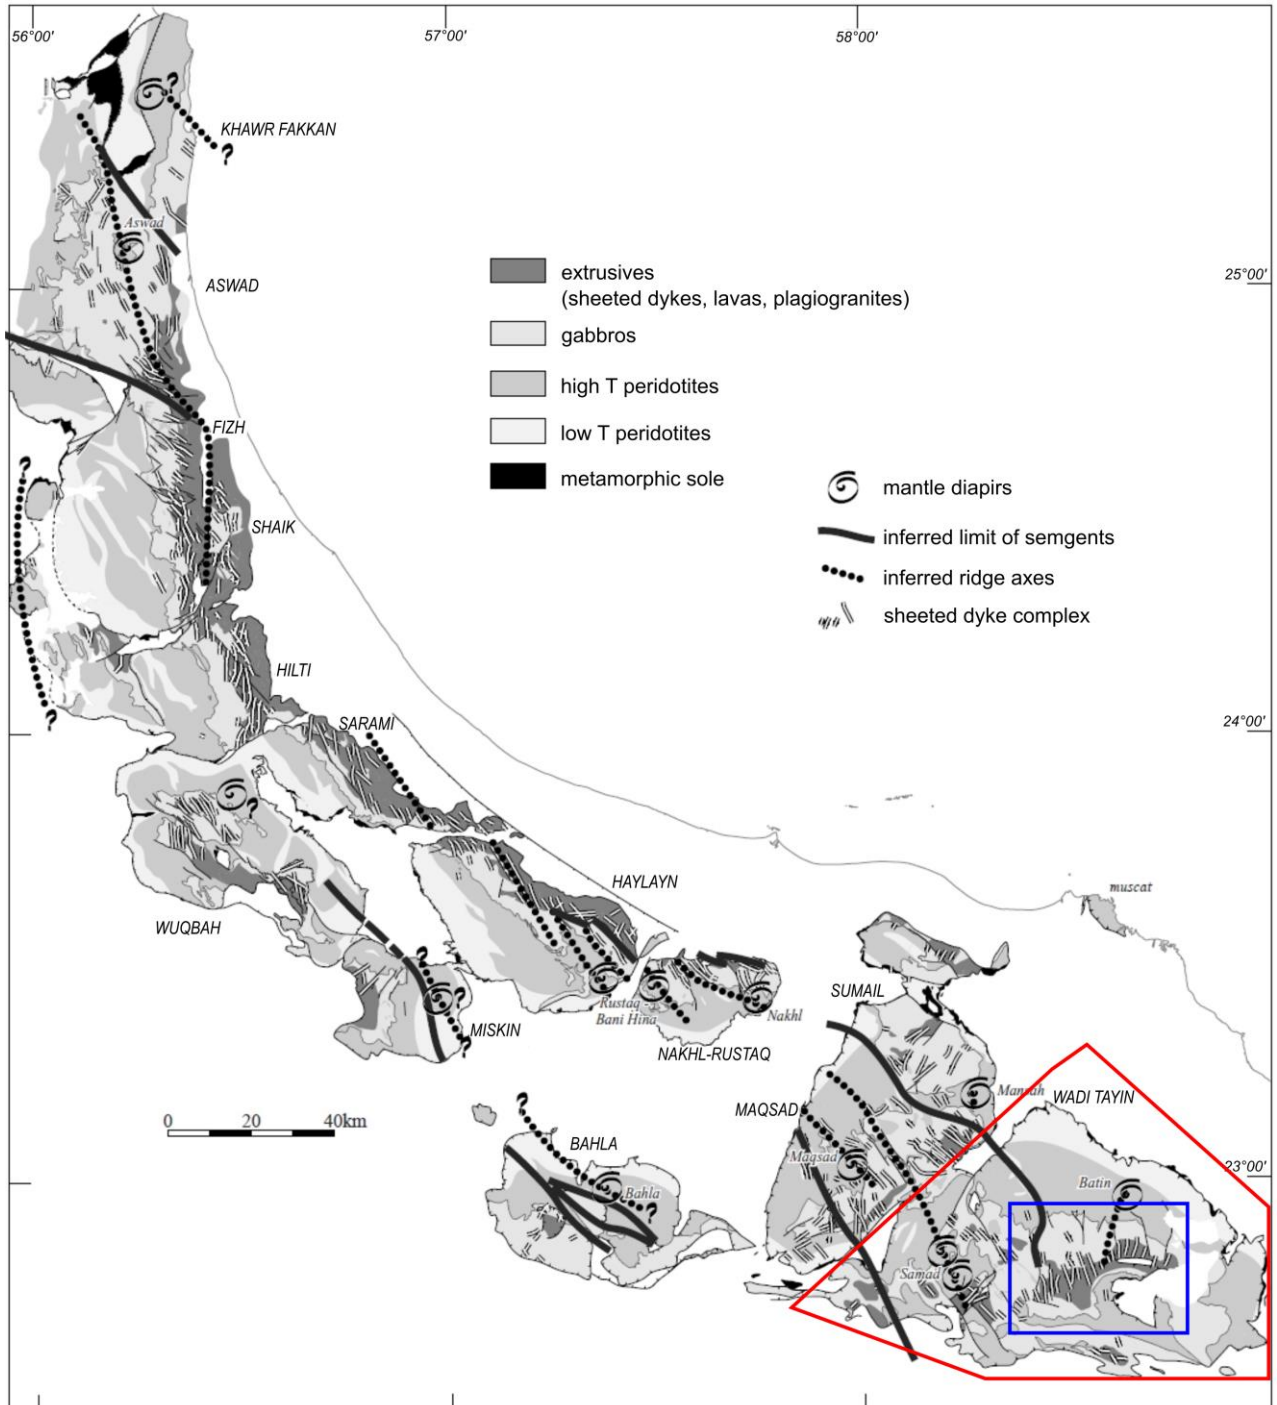 56°00'
57°00'
58°00'
?
KHAWR FAKKAN
?
Aswad
ASWAD
25°00'
extrusives
(sheeted dykes, lavas, plagiogranites)
gabbros
high T peridotites
low T peridotites
metamorphic sole
FIZH
?
SHAIK
mantle diapirs
inferred limit of semgents
inferred ridge axes
sheeted dyke complex
HILTI
?
SARAMI
24°00'
?
HAYLAYN
muscat
WUQBAH
?
?
Rustaq -
Bani Hina
Nakhl
SUMAIL
MISKIN
?
NAKHL-RUSTAQ
Mansah
WADI TAYIN
?
MAQSAD
0 20 40km
BAHLA
Maqsad
23°00'
Bahla
Batin
?
Samad